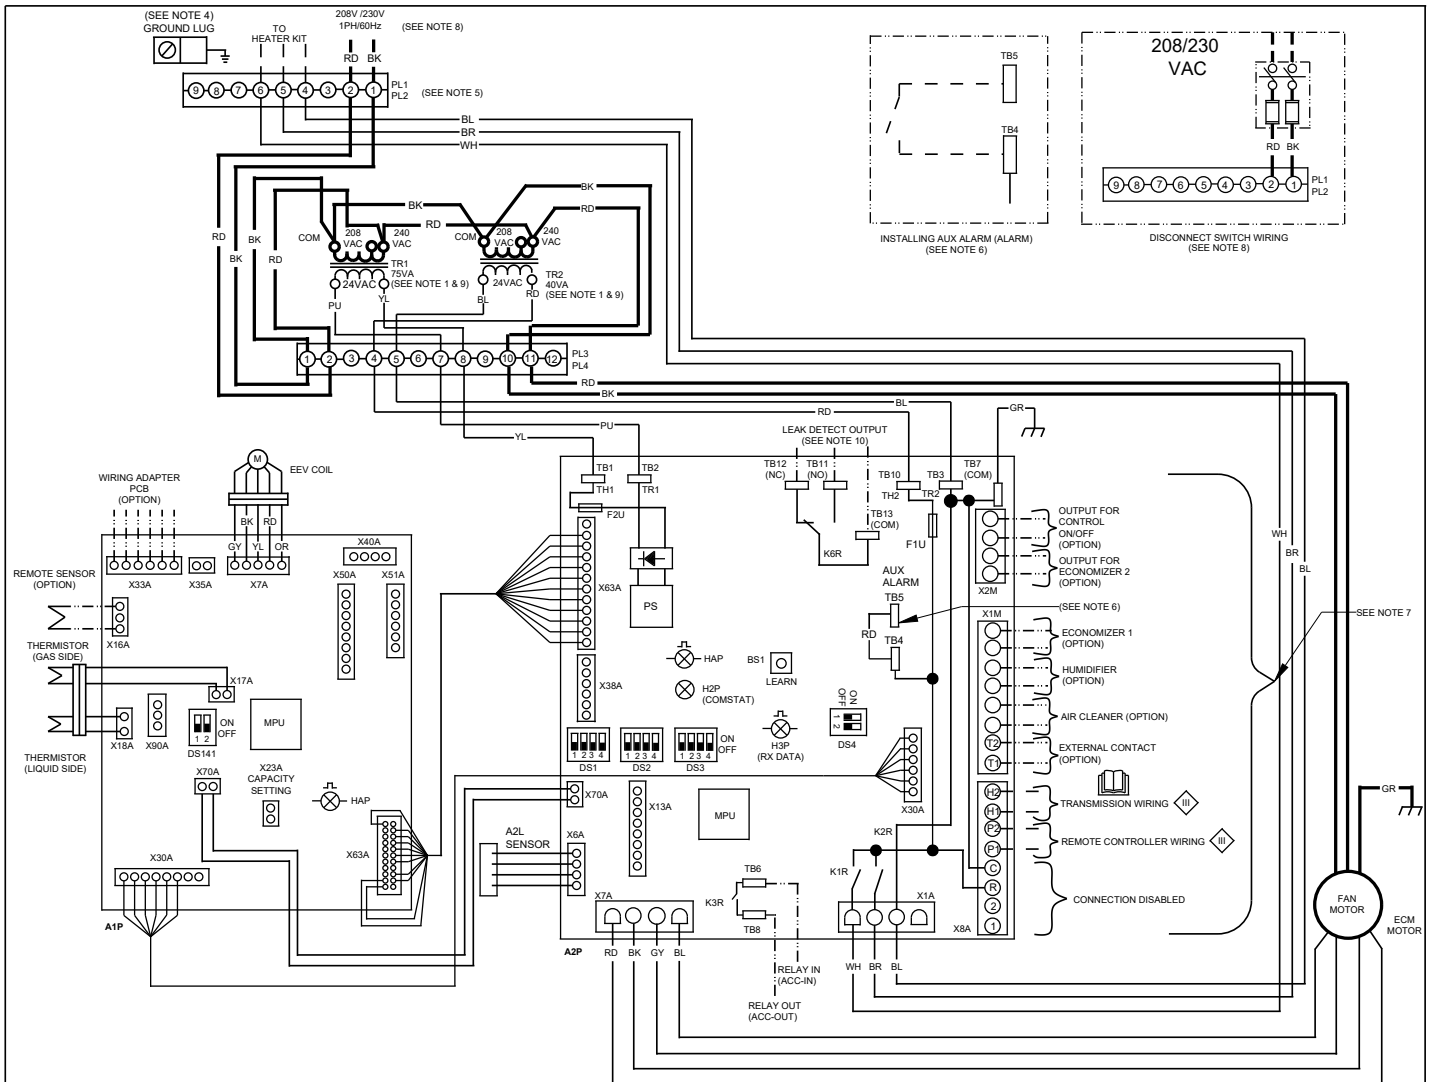 (SEE NOTE 4)
GROUND LUG
TO
HEATER KIT
208V /230V
1PH/60Hz
(SEE NOTE 8)
RD BK
9 8 7 6 5 4 3 2 1
PL1
PL2
(SEE NOTE 5)
BL
BR
WH
TB5
TB4
INSTALLING AUX ALARM (ALARM)
(SEE NOTE 6)
208/230
VAC
RD BK
9 8 7 6 5 4 3 2 1
PL1
PL2
DISCONNECT SWITCH WIRING
(SEE NOTE 8)
BK
RD
BK
RD
RD
BK
BK
RD
COM
208
VAC
240
VAC
COM
208
VAC
240
VAC
TR1
75VA
(SEE NOTE 1 & 9)
24VAC
TR2
40VA
(SEE NOTE 1 & 9)
24VAC
PU
YL
BL
RD
1 2 3 4 5 6 7 8 9 10 11 12
PL3
PL4
RD
BK
BL
RD
PU
YL
GR
LEAK DETECT OUTPUT
(SEE NOTE 10)
WIRING ADAPTER
PCB
(OPTION)
M
EEV COIL
BK RD
GY YL OR
X33A
X35A
X7A
X40A
X50A
X51A
REMOTE SENSOR
(OPTION)
X16A
THERMISTOR
(GAS SIDE)
X17A
X18A
X90A
ON
OFF
1 2
DS141
MPU
THERMISTOR
(LIQUID SIDE)
X70A
X23A
CAPACITY
SETTING
HAP
X63A
X30A
A1P
TB1
TH1
TB2
TR1
F2U
X63A
PS
TB12
(NC)
TB11
(NO)
TB13
(COM)
K6R
TB10
TH2
TB3
TR2
TB7
(COM)
F1U
AUX
ALARM
TB5
RD
TB4
(SEE NOTE 6)
X38A
HAP
H2P
(COMSTAT)
BS1
LEARN
H3P
(RX DATA)
ON
OFF
1
2
DS4
1 2 3 4
DS1
1 2 3 4
DS2
1 2 3 4
DS3
ON
OFF
X70A
X13A
MPU
X30A
A2L
SENSOR
X6A
X7A
K3R
TB6
TB8
K1R
K2R
X1A
A2P
RD BK GY BL
RELAY IN
(ACC-IN)
RELAY OUT
(ACC-OUT)
WH BR BL
X2M
OUTPUT FOR
CONTROL
ON/OFF
(OPTION)
OUTPUT FOR
ECONOMIZER 2
(OPTION)
X1M
ECONOMIZER 1
(OPTION)
HUMIDIFIER
(OPTION)
AIR CLEANER (OPTION)
T2
T1
EXTERNAL CONTACT
(OPTION)
H2
H1
TRANSMISSION WIRING III
P2
P1
REMOTE CONTROLLER WIRING III
C
R
2
1
X8A
CONNECTION DISABLED
WH
BR
BL
SEE NOTE 7
GR
FAN
MOTOR
ECM
MOTOR